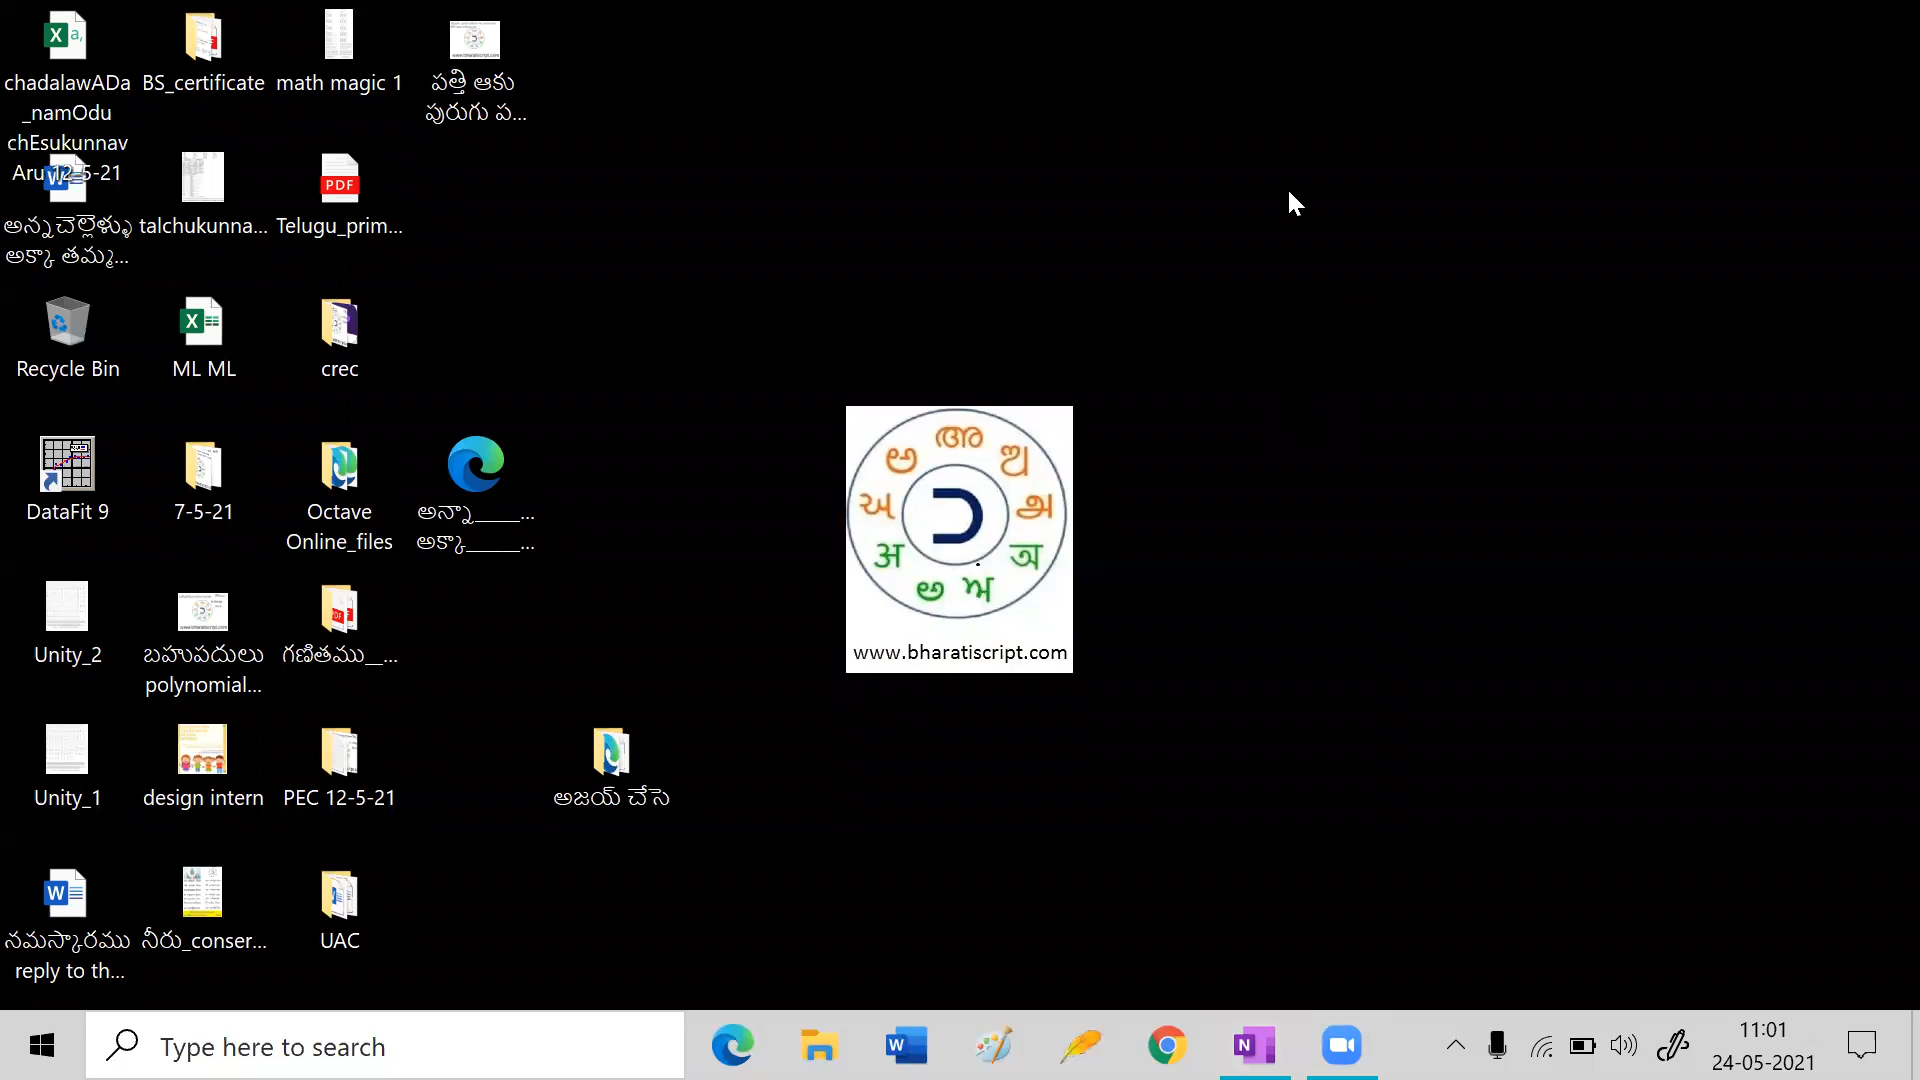 chadalawADa
_namOdu
chEsukunnav
Aru 12-5-21
BS_certificate
math magic 1
పత్తి ఆకు
పురుగు ప...
అన్నచెల్లెళ్ళు
అక్కా తమ్మ...
talchukunna...
Telugu_prim...
PDF
Recycle Bin
ML ML
crec
DataFit 9
7-5-21
Octave
Online_files
అన్నా____...
అక్కా_____...
Unity_2
బహుపదులు
polynomial...
గణితము__...
Unity_1
design intern
PEC 12-5-21
అజయ్ చేసె
నమస్కారము
reply to th...
నీరు_conser...
UAC
അ
అ
ଅ
અ
அ
अ
অ
ಅ
ਅ
www.bharatiscript.com
Type here to search
11:01
24-05-2021